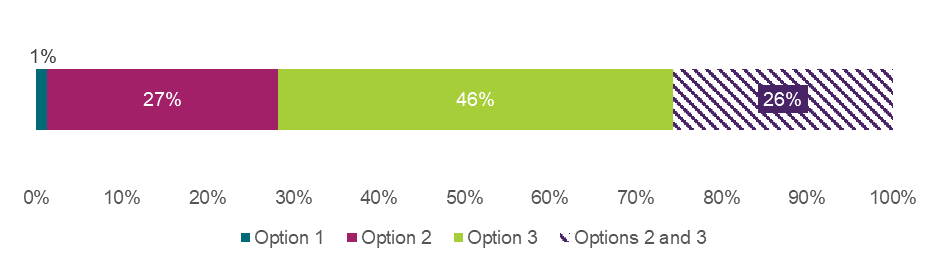 1%
27% 46% 26%
0% 10% 20% 30% 40% 50% 60% 70% 80% 90% 100%
Option 1 Option 2 Option 3 Options 2 and 3